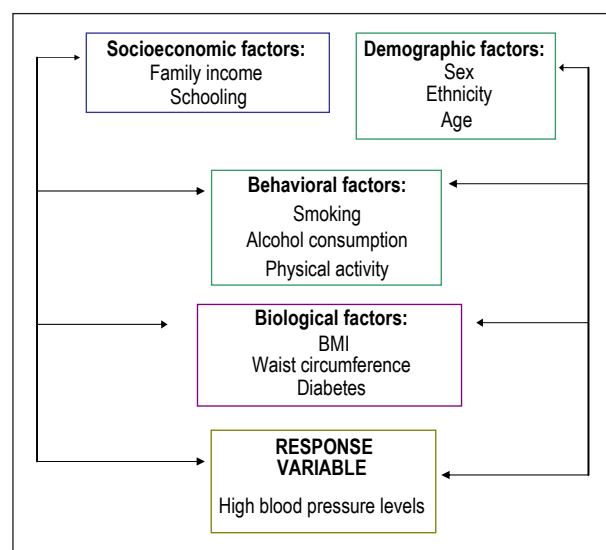 Socioeconomic factors:
Family income
Schooling
Demographic factors:
Sex
Ethnicity
Age
Behavioral factors:
Smoking
Alcohol consumption
Physical activity
Biological factors:
BMI
Waist circumference
Diabetes
RESPONSE
VARIABLE
High blood pressure levels